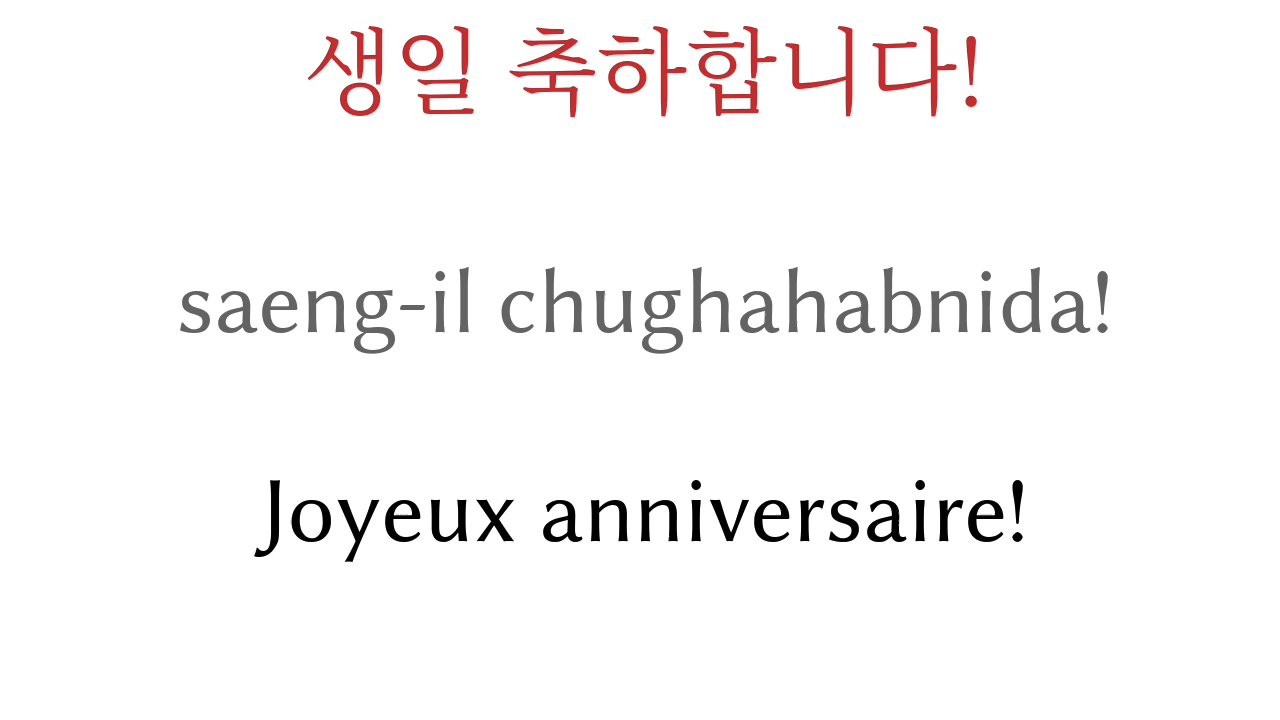 생일 축하합니다!
saeng-il chughahabnida!
Joyeux anniversaire!